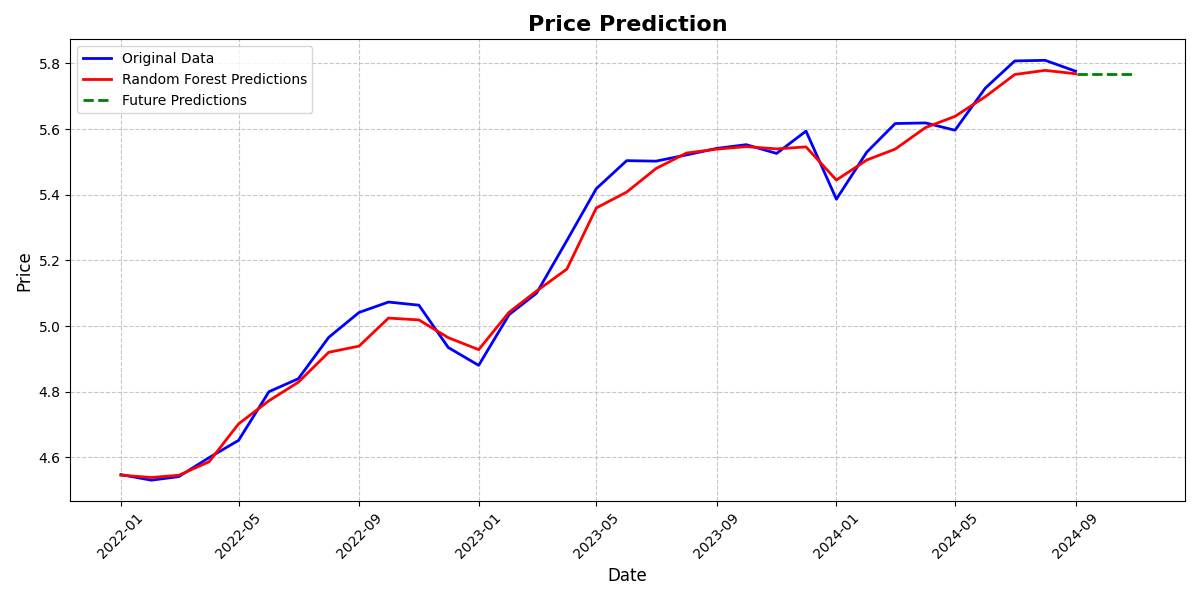 Price Prediction
Original Data
Random Forest Predictions
Future Predictions
Price
5.8
5.6
5.4
5.2
5.0
4.8
4.6
2022-01
2022-05
2022-09
2023-01
2023-05
2023-09
2024-01
2024-05
2024-09
Date